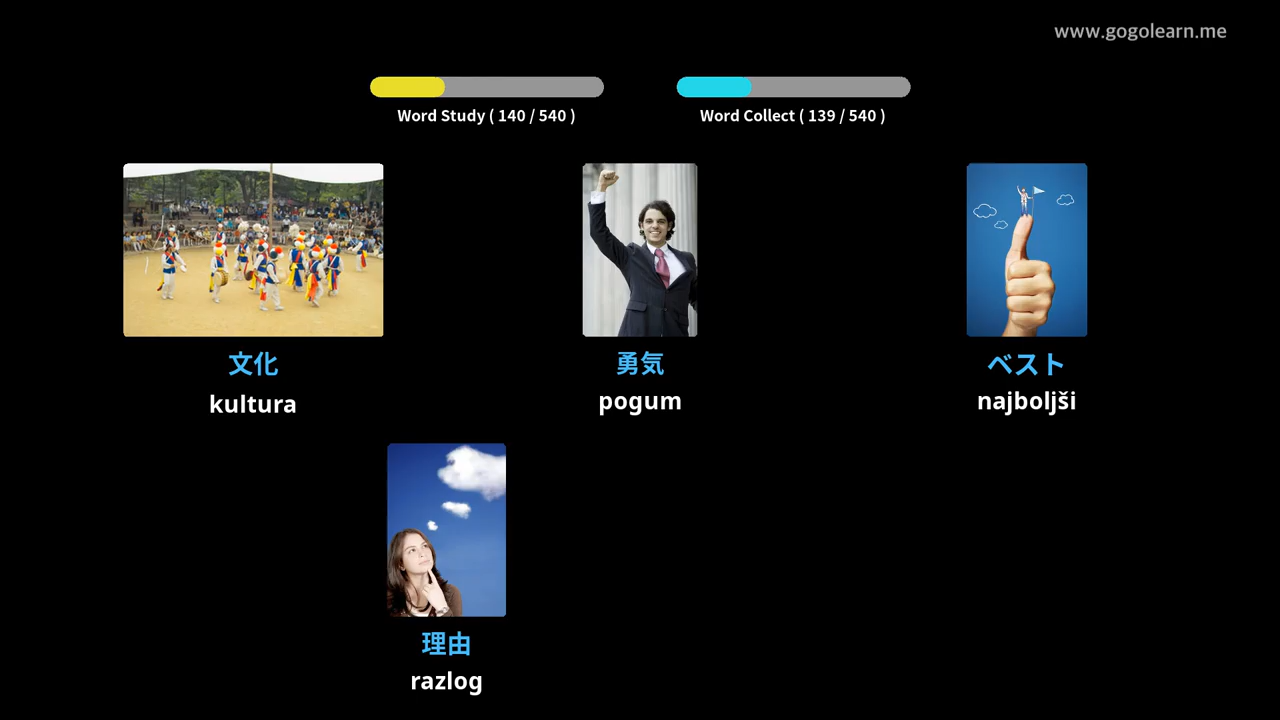 www.gogolearn.me
Word Study ( 140 / 540 )
Word Collect ( 139 / 540 )
文化
kultura
勇気
pogum
ベスト
najboljši
理由
razlog